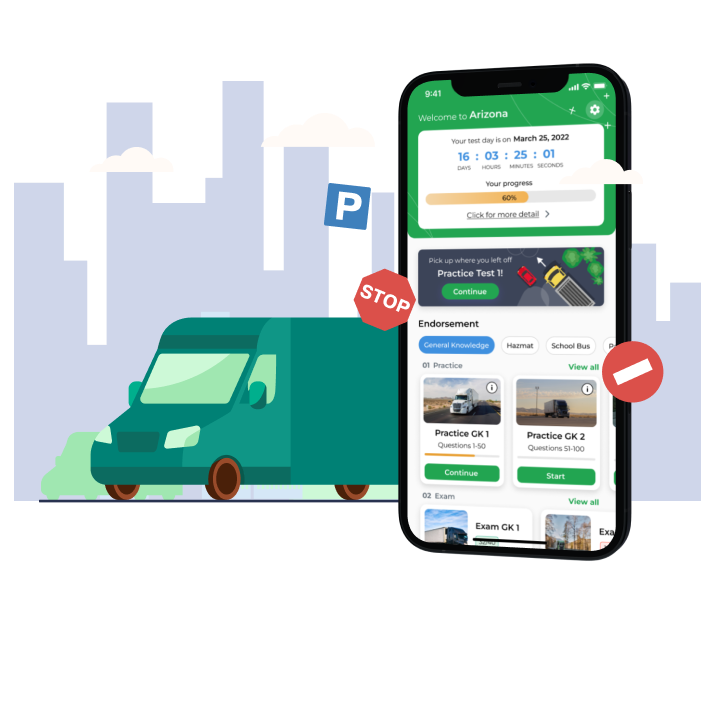 9:41
Welcome to Arizona
Your test day is on March 25, 2022
16 : 03 : 25 : 01
DAYS HOURS MINUTES SECONDS
Your progress
60%
Click for more detail
P
Pick up where you left off
Practice Test 1!
Continue
STOP
Endorsement
General Knowledge Hazmat School Bus
01 Practice View all
Practice GK 1 Practice GK 2
Questions 1-50 Questions 51-100
Continue Start
02 Exam View all
Exam GK 1 Exa